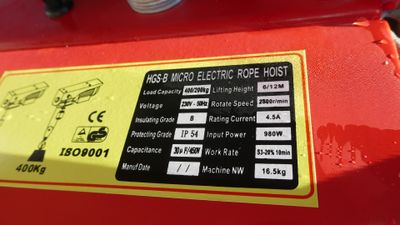 HGS-B MICRO ELECTRIC ROPE HOIST
Load Capacity 400/200kg Lifting Height 6/12M
Voltage 230V-50Hz Rotate Speed 2800r/min
Insulating Grade B Rating Current 4.5A
Protecting Grade IP 54 Input Power 980W
Capacitance 30u F/450V Work Rate S3-20% 10min
Manuf Date / / Machine NW 16.5kg
CE
ISO9001
400Kg